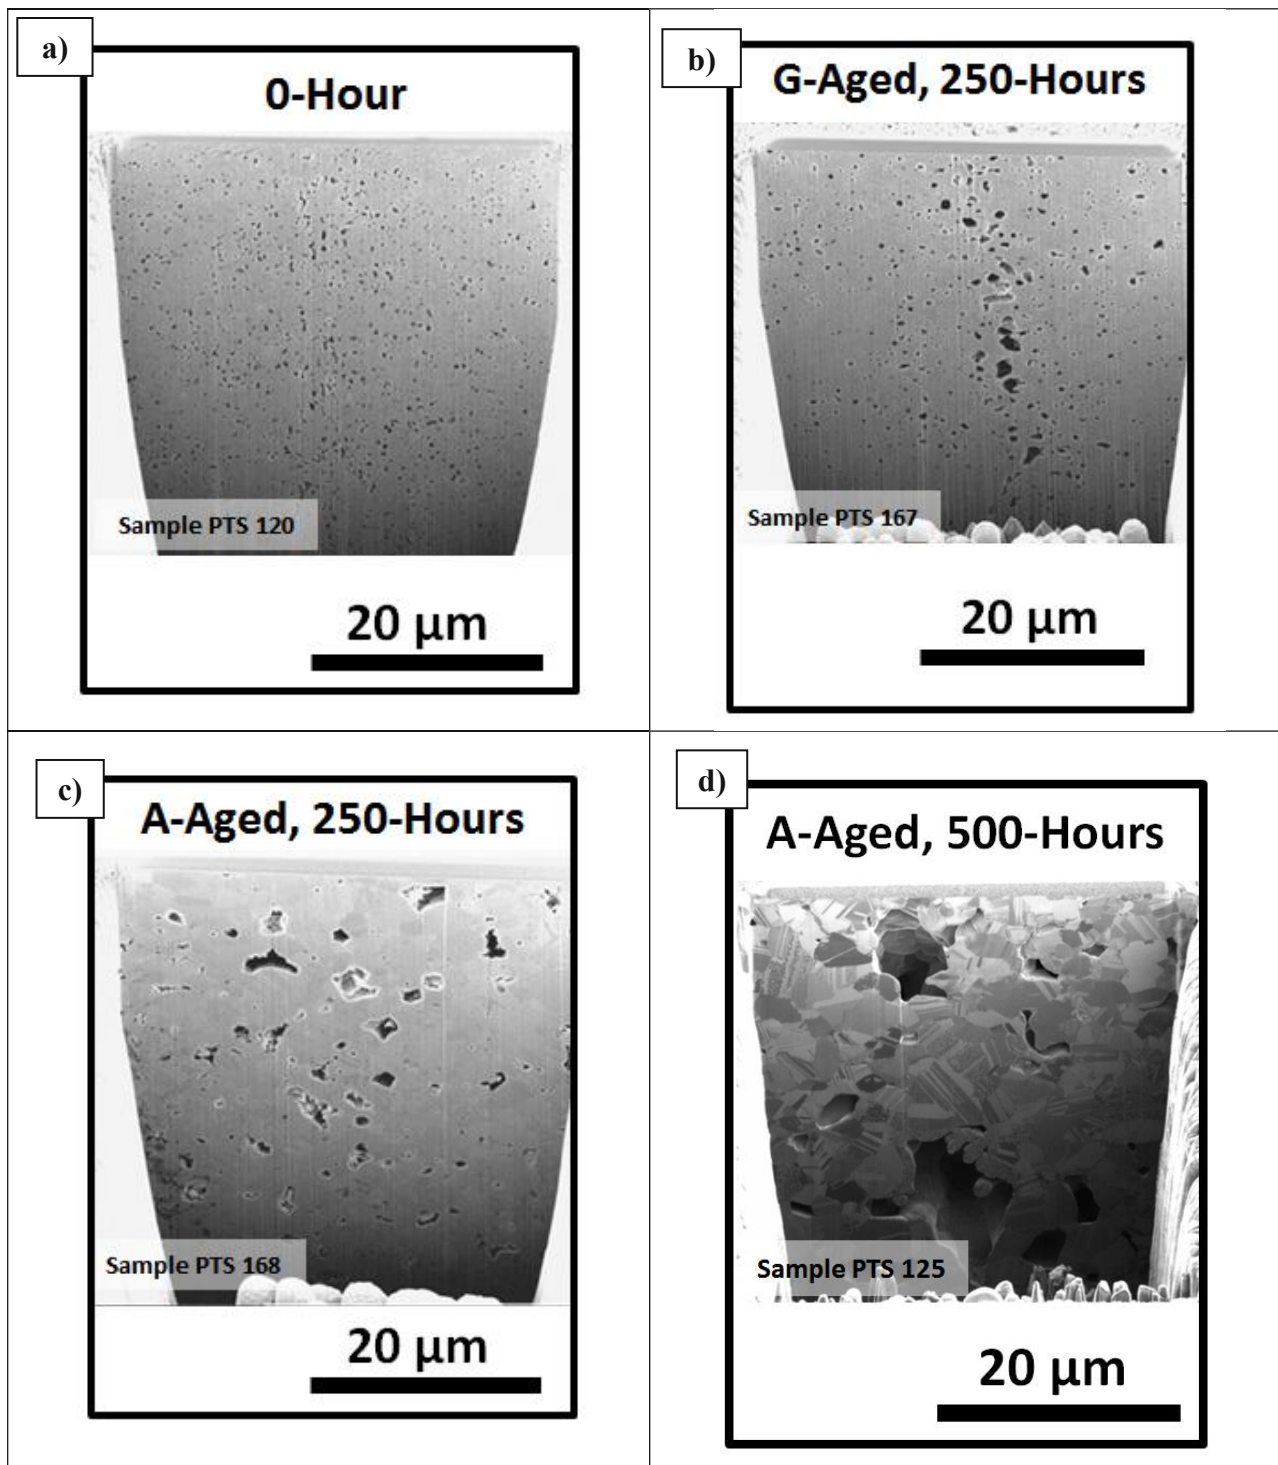 a)
0-Hour
Sample PTS 120
20 µm
b)
G-Aged, 250-Hours
Sample PTS 167
20 µm
c)
A-Aged, 250-Hours
Sample PTS 168
20 µm
d)
A-Aged, 500-Hours
Sample PTS 125
20 µm